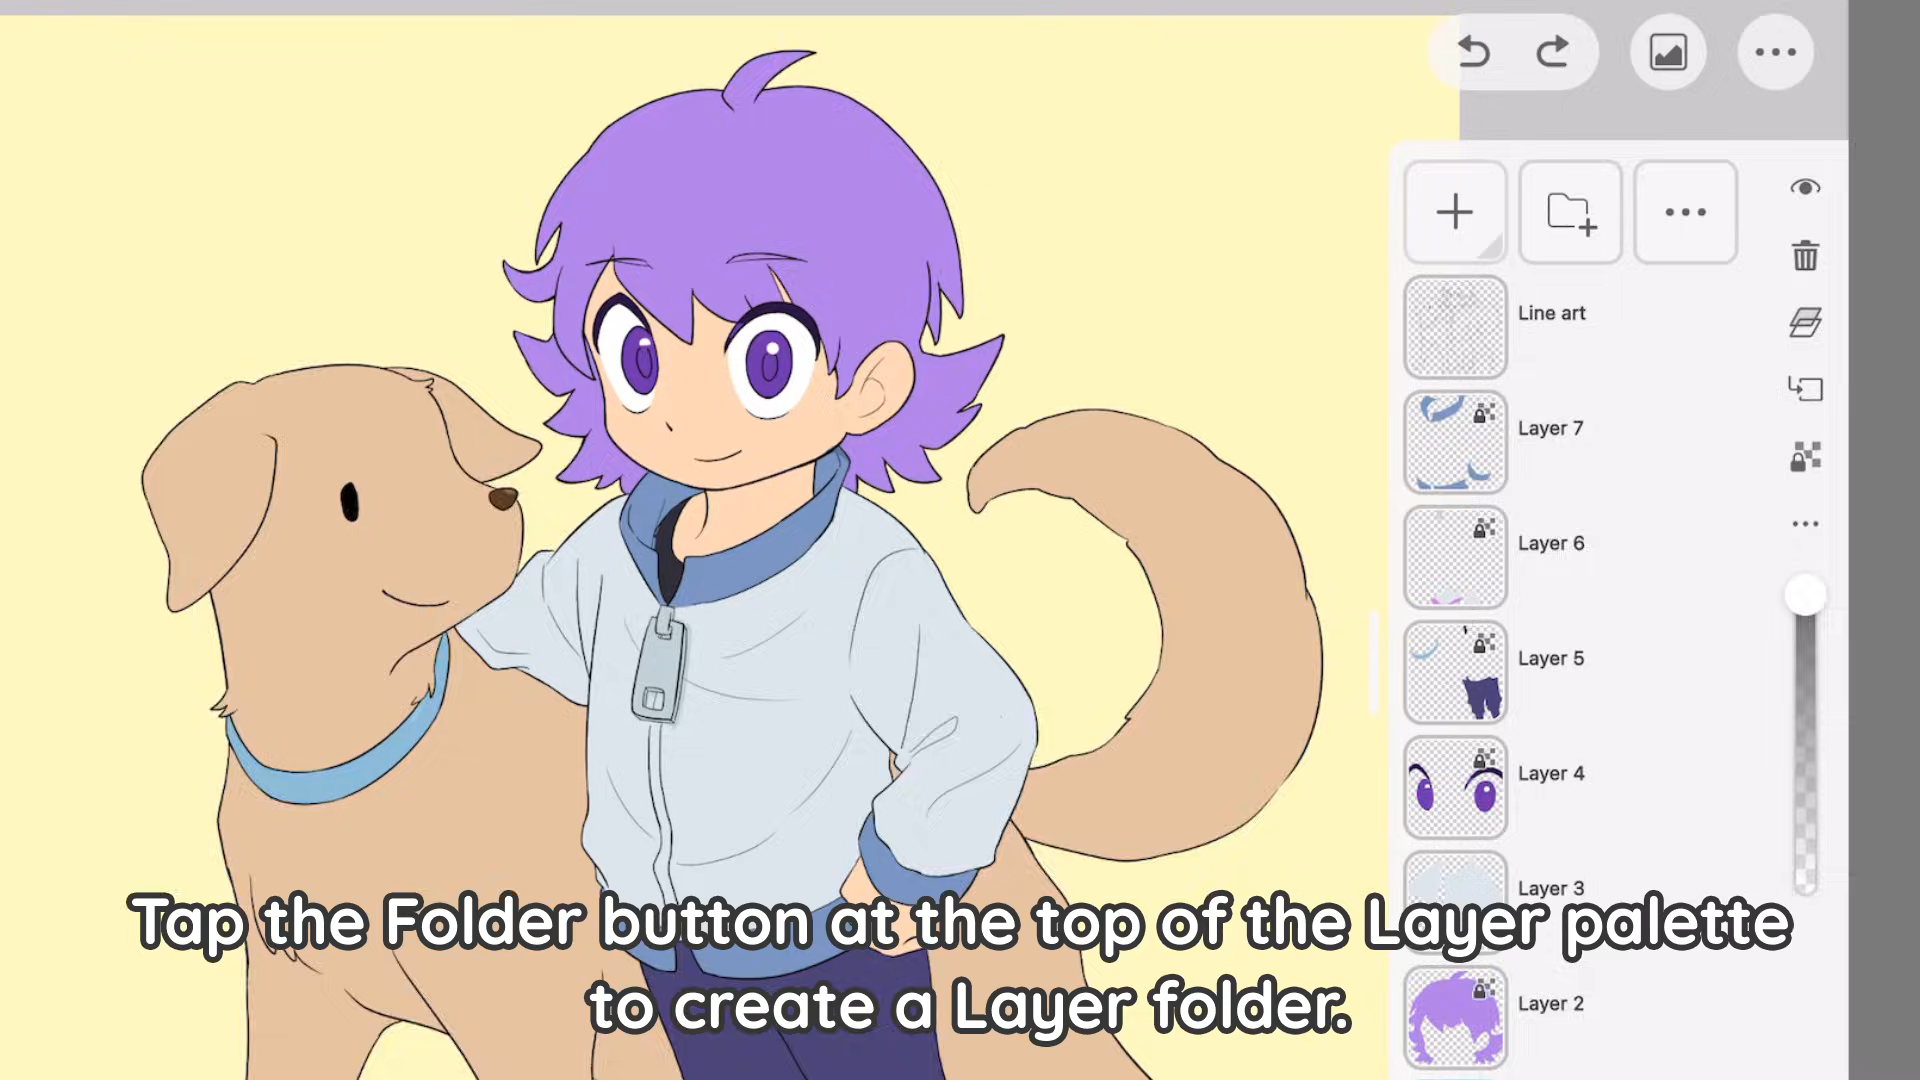 Line art
Layer 7
Layer 6
Layer 5
Layer 4
Layer 3
Tap the Folder button at the top of the Layer palette
to create a Layer folder.
Layer 2